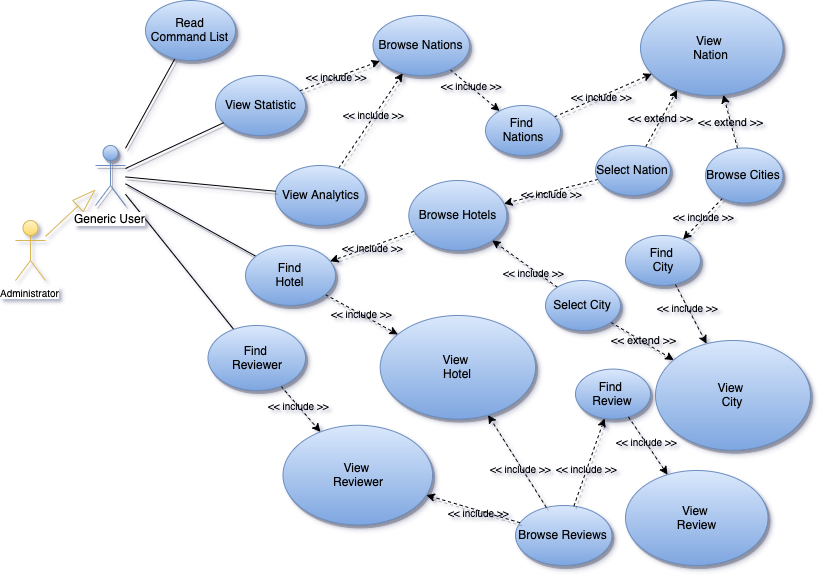 Read
Command List
Browse Nations
View
Nation
<< include >>
<< include >>
<< include >>
View Statistic
<< include >>
<< extend >>
<< extend >>
Find
Nations
Select Nation
Browse Cities
View Analytics
<< include >>
Generic User
Browse Hotels
<< include >>
<< include >>
Find
City
Find
Hotel
<< include >>
Administrator
Select City
<< include >>
<< include >>
<< extend >>
Find
Reviewer
View
Hotel
Find
Review
View
City
<< include >>
<< include >>
View
Reviewer
<< include >>
<< include >>
<< include >>
View
Review
Browse Reviews